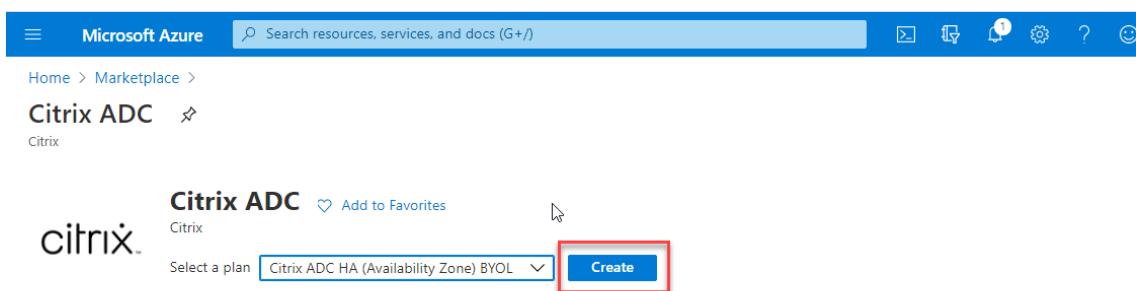 Microsoft Azure
Search resources, services, and docs (G+/)
1
Home > Marketplace >
Citrix ADC
Citrix
citrix
Citrix ADC
Add to Favorites
Citrix
Select a plan
Citrix ADC HA (Availability Zone) BYOL
Create